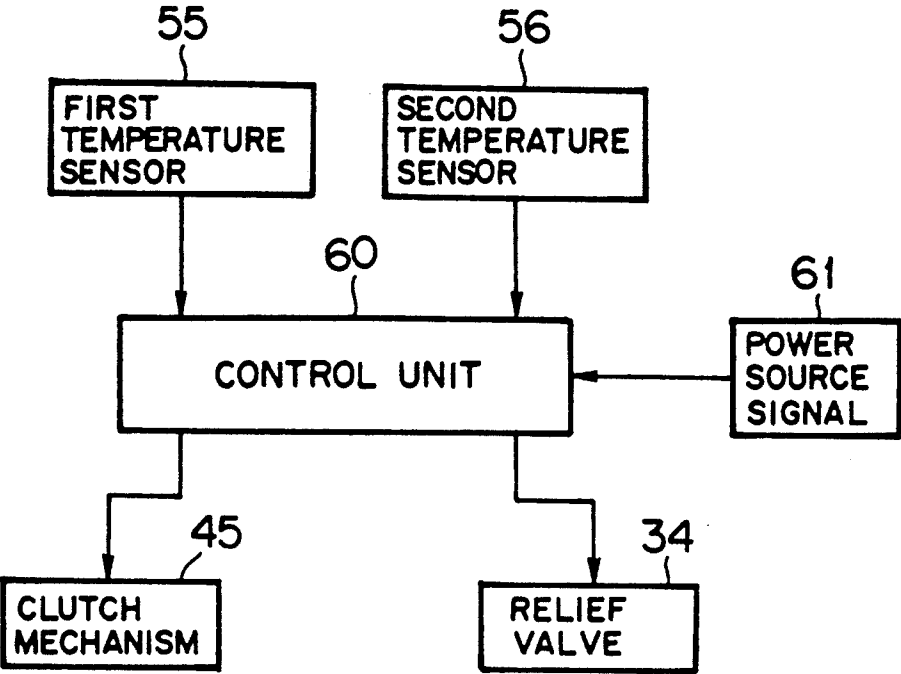 55
56
FIRST
TEMPERATURE
SENSOR
SECOND
TEMPERATURE
SENSOR
60
61
CONTROL UNIT
POWER
SOURCE
SIGNAL
45
34
CLUTCH
MECHANISM
RELIEF
VALVE